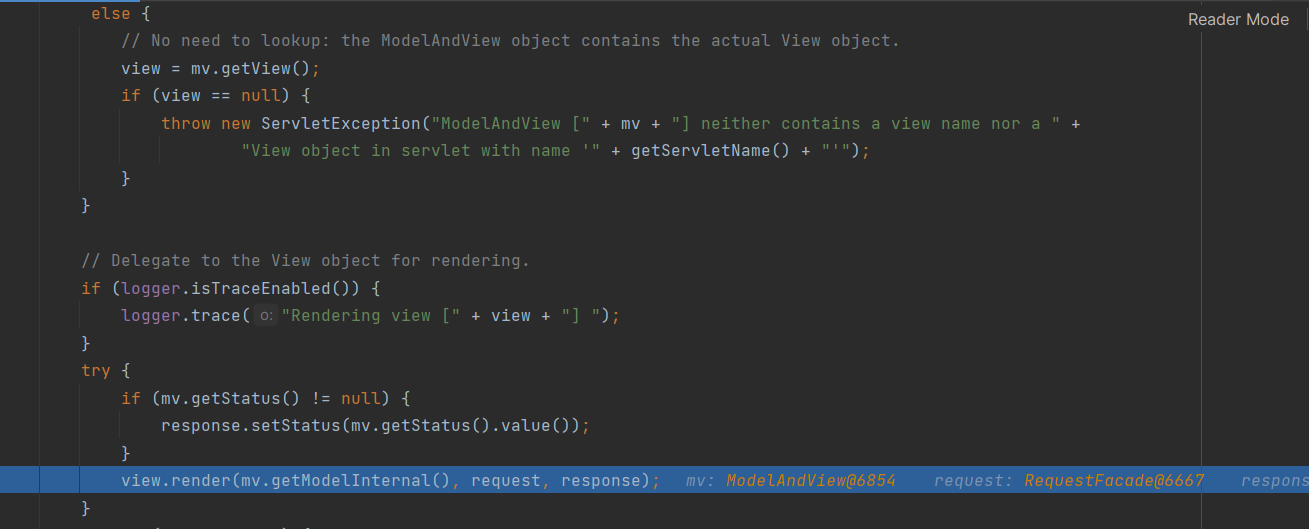 else {
Reader Mode
// No need to lookup: the ModelAndView object contains the actual View object.
view = mv.getView();
if (view == null) {
throw new ServletException("ModelAndView [" + mv + "] neither contains a view name nor a " +
"View object in servlet with name '" + getServletName() + "'");
}
}
// Delegate to the View object for rendering.
if (logger.isTraceEnabled()) {
logger.trace( o: "Rendering view [" + view + "] ");
}
try {
if (mv.getStatus() != null) {
response.setStatus(mv.getStatus().value());
}
view.render(mv.getModelInternal(), request, response); mv: ModelAndView@6854 request: RequestFacade@6667 respons
}